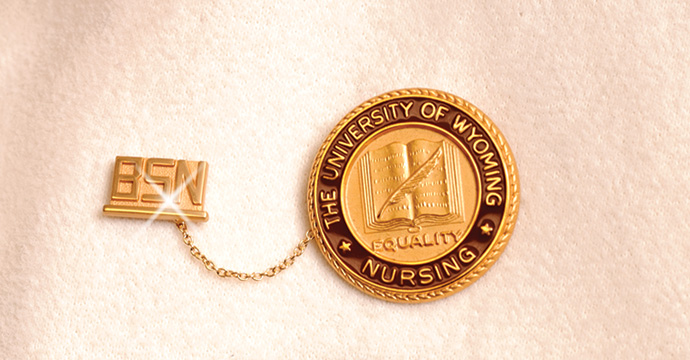 BSN
THE UNIVERSITY OF WYOMING
EQUALITY
NURSING